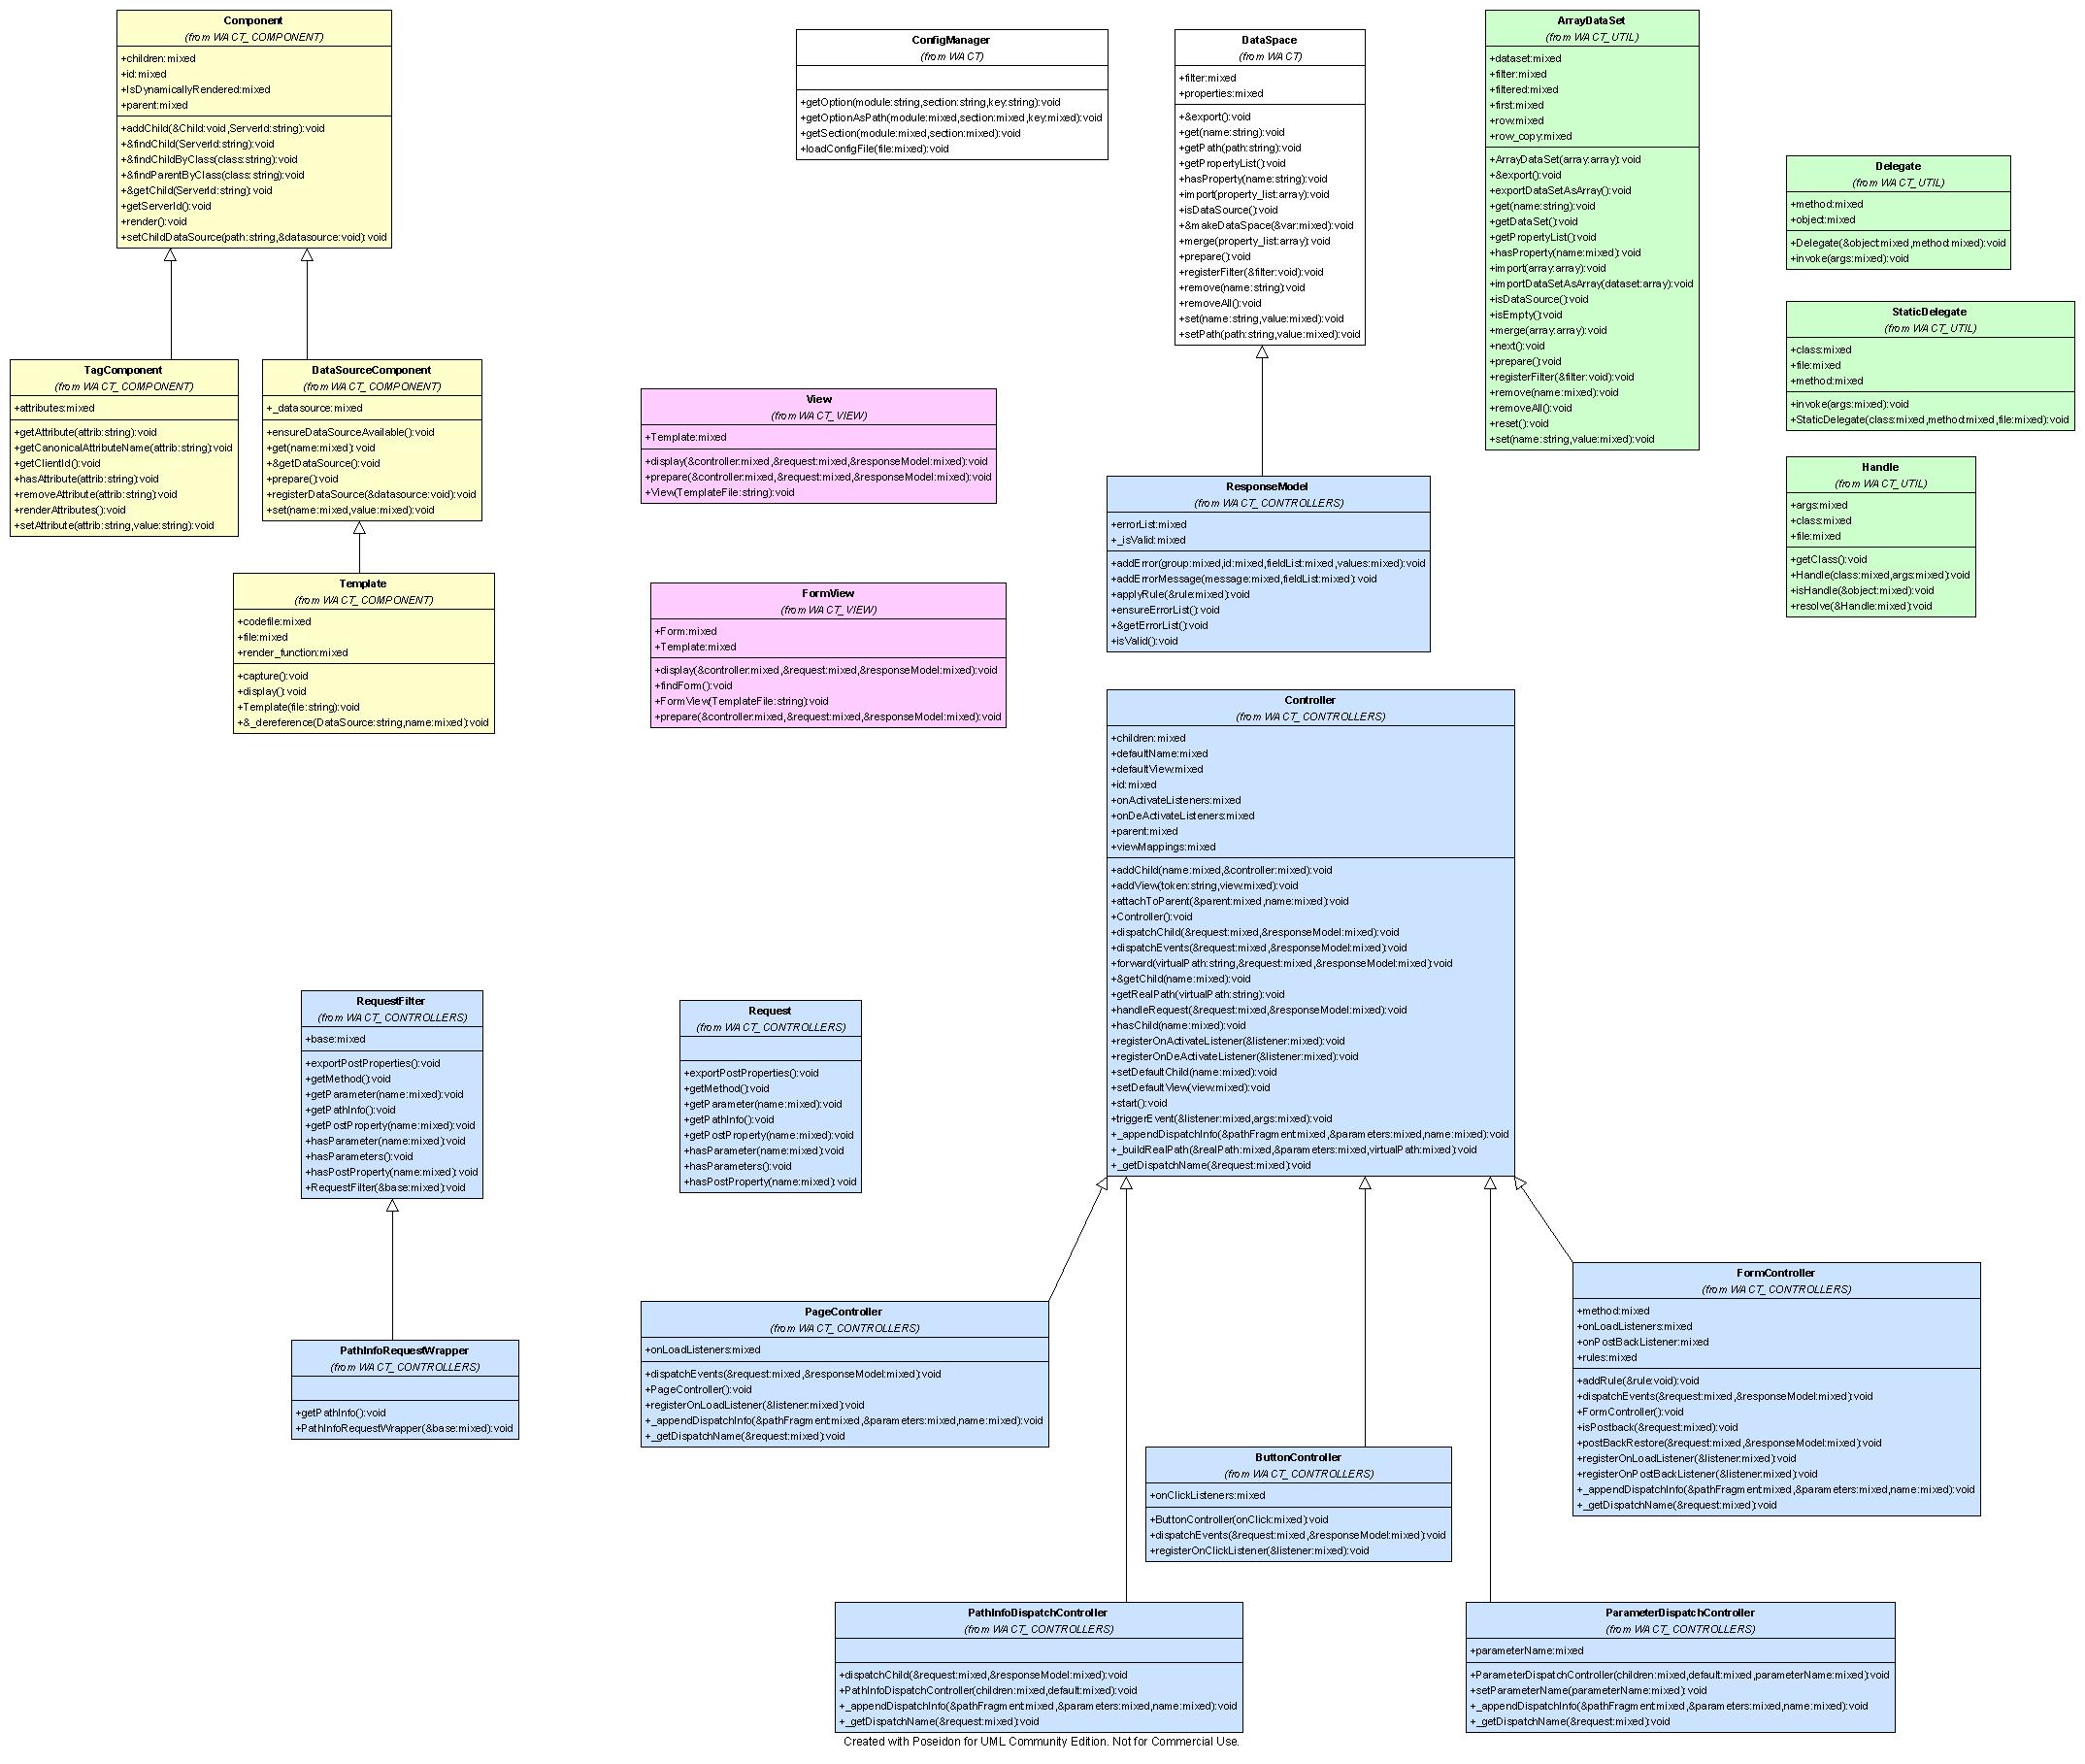 Component
(from WACT_COMPONENT)
+children:mixed
+id:mixed
+IsDynamicallyRendered:mixed
+parent:mixed
+addChild(&Child:void,ServerId:string):void
+&findChild(ServerId:string):void
+&findChildByClass(class:string):void
+&findParentByClass(class:string):void
+&getChild(ServerId:string):void
+getServerId():void
+render():void
+setChildDataSource(path:string,&datasource:void):void
TagComponent
(from WACT_COMPONENT)
+attributes:mixed
+getAttribute(attrib:string):void
+getCanonicalAttributeName(attrib:string):void
+getClientId():void
+hasAttribute(attrib:string):void
+removeAttribute(attrib:string):void
+renderAttributes():void
+setAttribute(attrib:string,value:string):void
DataSourceComponent
(from WACT_COMPONENT)
+_datasource:mixed
+ensureDataSourceAvailable():void
+get(name:mixed):void
+&getDataSource():void
+prepare():void
+registerDataSource(&datasource:void):void
+set(name:mixed,value:mixed):void
Template
(from WACT_COMPONENT)
+codefile:mixed
+file:mixed
+render_function:mixed
+capture():void
+display():void
+Template(file:string):void
+&_dereference(DataSource:string,name:mixed):void
ConfigManager
(from WACT)
+getOption(module:string,section:string,key:string):void
+getOptionAsPath(module:mixed,section:mixed,key:mixed):void
+getSection(module:mixed,section:mixed):void
+loadConfigFile(file:mixed):void
DataSpace
(from WACT)
+filter:mixed
+properties:mixed
+&export():void
+get(name:string):void
+getPath(path:string):void
+getPropertyList():void
+hasProperty(name:string):void
+import(property_list:array):void
+isDataSource():void
+&makeDataSpace(&var:mixed):void
+merge(property_list:array):void
+prepare():void
+registerFilter(&filter:void):void
+remove(name:string):void
+removeAll():void
+set(name:string,value:mixed):void
+setPath(path:string,value:mixed):void
ArrayDataSet
(from WACT_UTIL)
+dataset:mixed
+filter:mixed
+filtered:mixed
+first:mixed
+row:mixed
+row_copy:mixed
+ArrayDataSet(array:array):void
+&export():void
+exportDataSetAsArray():void
+get(name:string):void
+getDataSet():void
+getPropertyList():void
+hasProperty(name:mixed):void
+import(array:array):void
+importDataSetAsArray(dataset:array):void
+isDataSource():void
+isEmpty():void
+merge(array:array):void
+next():void
+prepare():void
+registerFilter(&filter:void):void
+remove(name:mixed):void
+removeAll():void
+reset():void
+set(name:string,value:mixed):void
Delegate
(from WACT_UTIL)
+method:mixed
+object:mixed
+Delegate(&object:mixed,method:mixed):void
+invoke(args:mixed):void
StaticDelegate
(from WACT_UTIL)
+class:mixed
+file:mixed
+method:mixed
+invoke(args:mixed):void
+StaticDelegate(class:mixed,method:mixed,file:mixed):void
Handle
(from WACT_UTIL)
+args:mixed
+class:mixed
+file:mixed
+getClass():void
+Handle(class:mixed,args:mixed):void
+isHandle(&object:mixed):void
+resolve(&Handle:mixed):void
View
(from WACT_VIEW)
+Template:mixed
+display(&controller:mixed,&request:mixed,&responseModel:mixed):void
+prepare(&controller:mixed,&request:mixed,&responseModel:mixed):void
+View(TemplateFile:string):void
FormView
(from WACT_VIEW)
+Form:mixed
+Template:mixed
+display(&controller:mixed,&request:mixed,&responseModel:mixed):void
+findForm():void
+FormView(TemplateFile:string):void
+prepare(&controller:mixed,&request:mixed,&responseModel:mixed):void
ResponseModel
(from WACT_CONTROLLERS)
+errorList:mixed
+_isValid:mixed
+addError(group:mixed,id:mixed,fieldList:mixed,values:mixed):void
+addErrorMessage(message:mixed,fieldList:mixed):void
+applyRule(&rule:mixed):void
+ensureErrorList():void
+&getErrorList():void
+isValid():void
Controller
(from WACT_CONTROLLERS)
+children:mixed
+defaultName:mixed
+defaultView:mixed
+id:mixed
+onActivateListeners:mixed
+onDeActivateListeners:mixed
+parent:mixed
+viewMappings:mixed
+addChild(name:mixed,&controller:mixed):void
+addView(token:string,view:mixed):void
+attachToParent(&parent:mixed,name:mixed):void
+Controller():void
+dispatchChild(&request:mixed,&responseModel:mixed):void
+dispatchEvents(&request:mixed,&responseModel:mixed):void
+forward(virtualPath:string,&request:mixed,&responseModel:mixed):void
+&getChild(name:mixed):void
+getRealPath(virtualPath:string):void
+handleRequest(&request:mixed,&responseModel:mixed):void
+hasChild(name:mixed):void
+registerOnActivateListener(&listener:mixed):void
+registerOnDeActivateListener(&listener:mixed):void
+setDefaultChild(name:mixed):void
+setDefaultView(view:mixed):void
+start():void
+triggerEvent(&listener:mixed,args:mixed):void
+_appendDispatchInfo(&pathFragment:mixed,&parameters:mixed,name:mixed):void
+_buildRealPath(&realPath:mixed,&parameters:mixed,virtualPath:mixed):void
+_getDispatchName(&request:mixed):void
RequestFilter
(from WACT_CONTROLLERS)
+base:mixed
+exportPostProperties():void
+getMethod():void
+getParameter(name:mixed):void
+getPathInfo():void
+getPostProperty(name:mixed):void
+hasParameter(name:mixed):void
+hasParameters():void
+hasPostProperty(name:mixed):void
+RequestFilter(&base:mixed):void
Request
(from WACT_CONTROLLERS)
+exportPostProperties():void
+getMethod():void
+getParameter(name:mixed):void
+getPathInfo():void
+getPostProperty(name:mixed):void
+hasParameter(name:mixed):void
+hasParameters():void
+hasPostProperty(name:mixed):void
PathInfoRequestWrapper
(from WACT_CONTROLLERS)
+getPathInfo():void
+PathInfoRequestWrapper(&base:mixed):void
PageController
(from WACT_CONTROLLERS)
+onLoadListeners:mixed
+dispatchEvents(&request:mixed,&responseModel:mixed):void
+PageController():void
+registerOnLoadListener(&listener:mixed):void
+_appendDispatchInfo(&pathFragment:mixed,&parameters:mixed,name:mixed):void
+_getDispatchName(&request:mixed):void
FormController
(from WACT_CONTROLLERS)
+method:mixed
+onLoadListeners:mixed
+onPostBackListener:mixed
+rules:mixed
+addRule(&rule:void):void
+dispatchEvents(&request:mixed,&responseModel:mixed):void
+FormController():void
+isPostback(&request:mixed):void
+postBackRestore(&request:mixed,&responseModel:mixed):void
+registerOnLoadListener(&listener:mixed):void
+registerOnPostBackListener(&listener:mixed):void
+_appendDispatchInfo(&pathFragment:mixed,&parameters:mixed,name:mixed):void
+_getDispatchName(&request:mixed):void
ButtonController
(from WACT_CONTROLLERS)
+onClickListeners:mixed
+ButtonController(onClick:mixed):void
+dispatchEvents(&request:mixed,&responseModel:mixed):void
+registerOnClickListener(&listener:mixed):void
PathInfoDispatchController
(from WACT_CONTROLLERS)
+dispatchChild(&request:mixed,&responseModel:mixed):void
+PathInfoDispatchController(children:mixed,default:mixed):void
+_appendDispatchInfo(&pathFragment:mixed,&parameters:mixed,name:mixed):void
+_getDispatchName(&request:mixed):void
ParameterDispatchController
(from WACT_CONTROLLERS)
+parameterName:mixed
+ParameterDispatchController(children:mixed,default:mixed,parameterName:mixed):void
+setParameterName(parameterName:mixed):void
+_appendDispatchInfo(&pathFragment:mixed,&parameters:mixed,name:mixed):void
+_getDispatchName(&request:mixed):void
Created with Poseidon for UML Community Edition. Not for Commercial Use.